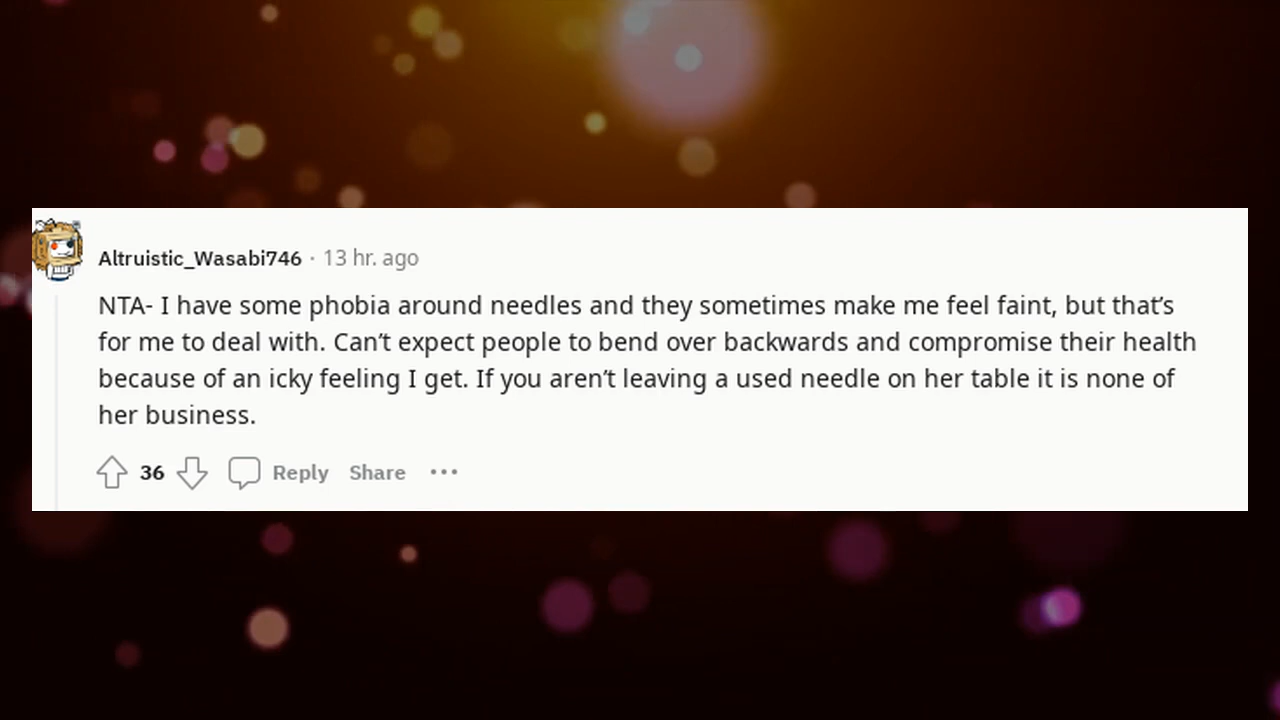 Altruistic_Wasabi746 · 13 hr. ago
NTA- I have some phobia around needles and they sometimes make me feel faint, but that’s
for me to deal with. Can’t expect people to bend over backwards and compromise their health
because of an icky feeling I get. If you aren’t leaving a used needle on her table it is none of
her business.
36 Reply Share ···